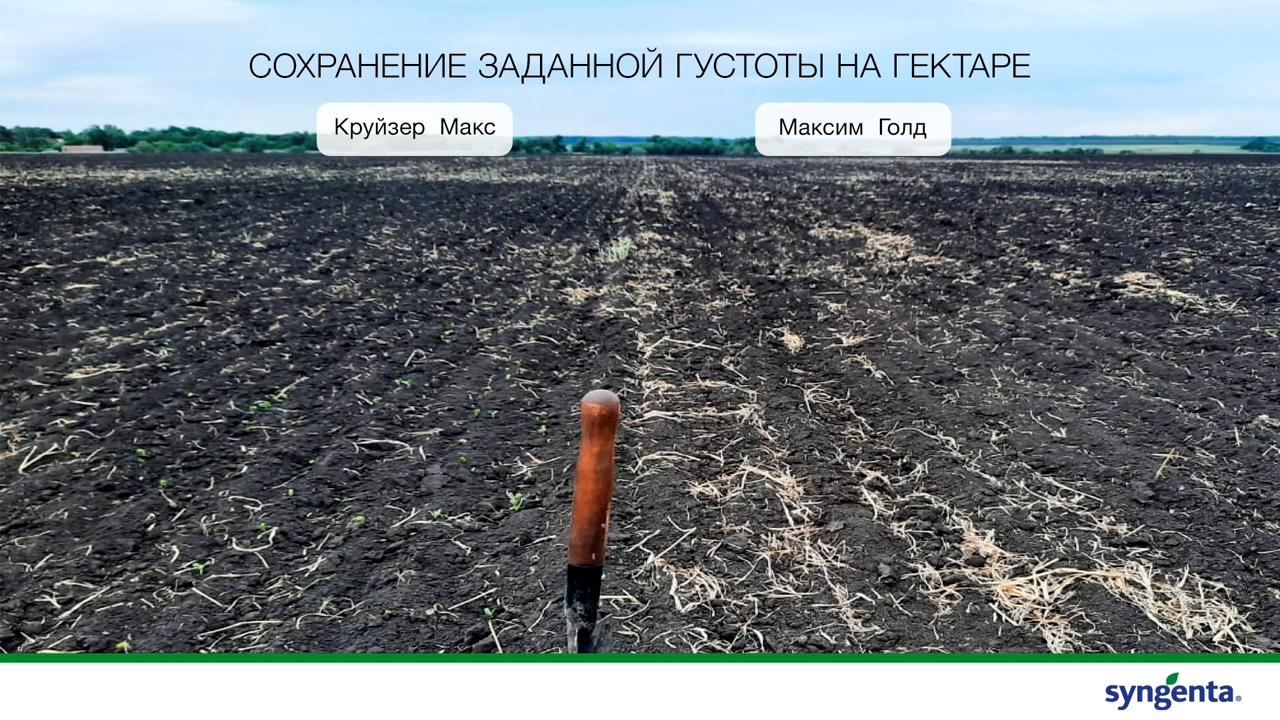 СОХРАНЕНИЕ ЗАДАННОЙ ГУСТОТЫ НА ГЕКТАРЕ
Круйзер Макс
Максим Голд
syngenta®